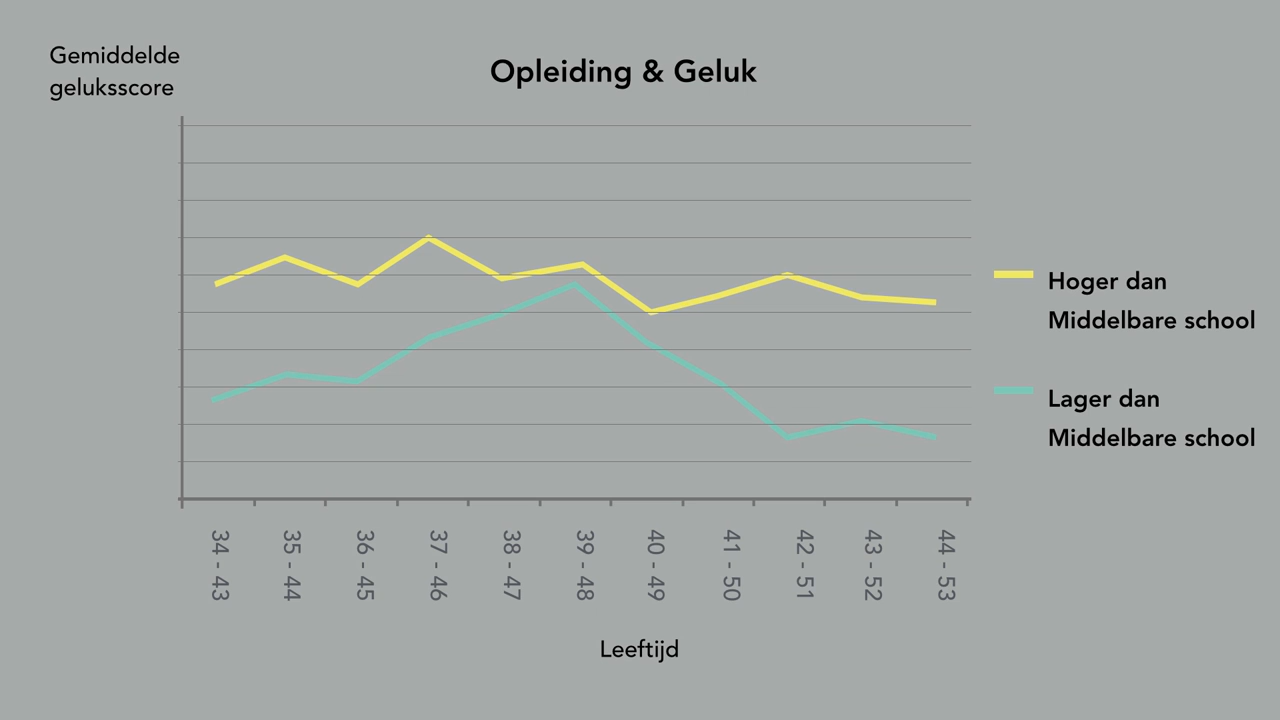 Gemiddelde
geluksscore
Opleiding & Geluk
Hoger dan
Middelbare school
Lager dan
Middelbare school
34 - 43
35 - 44
36 - 45
37 - 46
38 - 47
39 - 48
40 - 49
41 - 50
42 - 51
43 - 52
44 - 53
Leeftijd